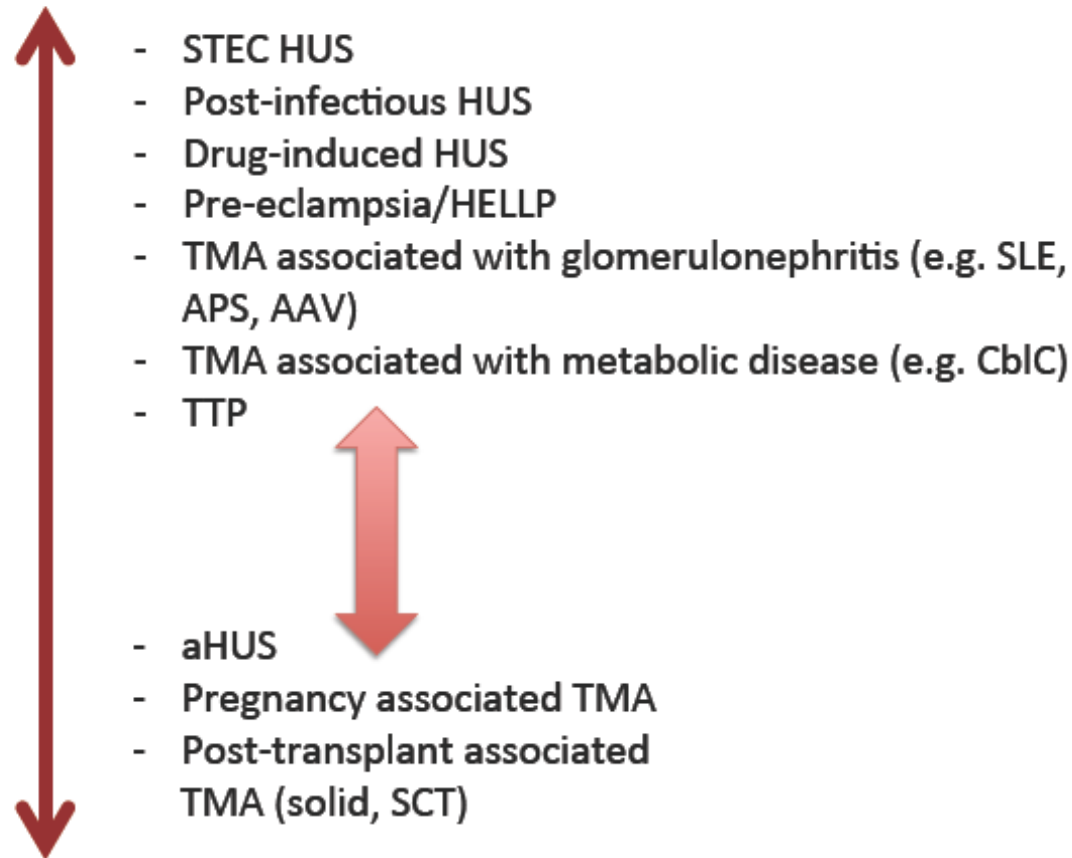 - STEC HUS
- Post-infectious HUS
- Drug-induced HUS
- Pre-eclampsia/HELLP
- TMA associated with glomerulonephritis (e.g. SLE,
APS, AAV)
- TMA associated with metabolic disease (e.g. CblC)
- TTP
- aHUS
- Pregnancy associated TMA
- Post-transplant associated
TMA (solid, SCT)